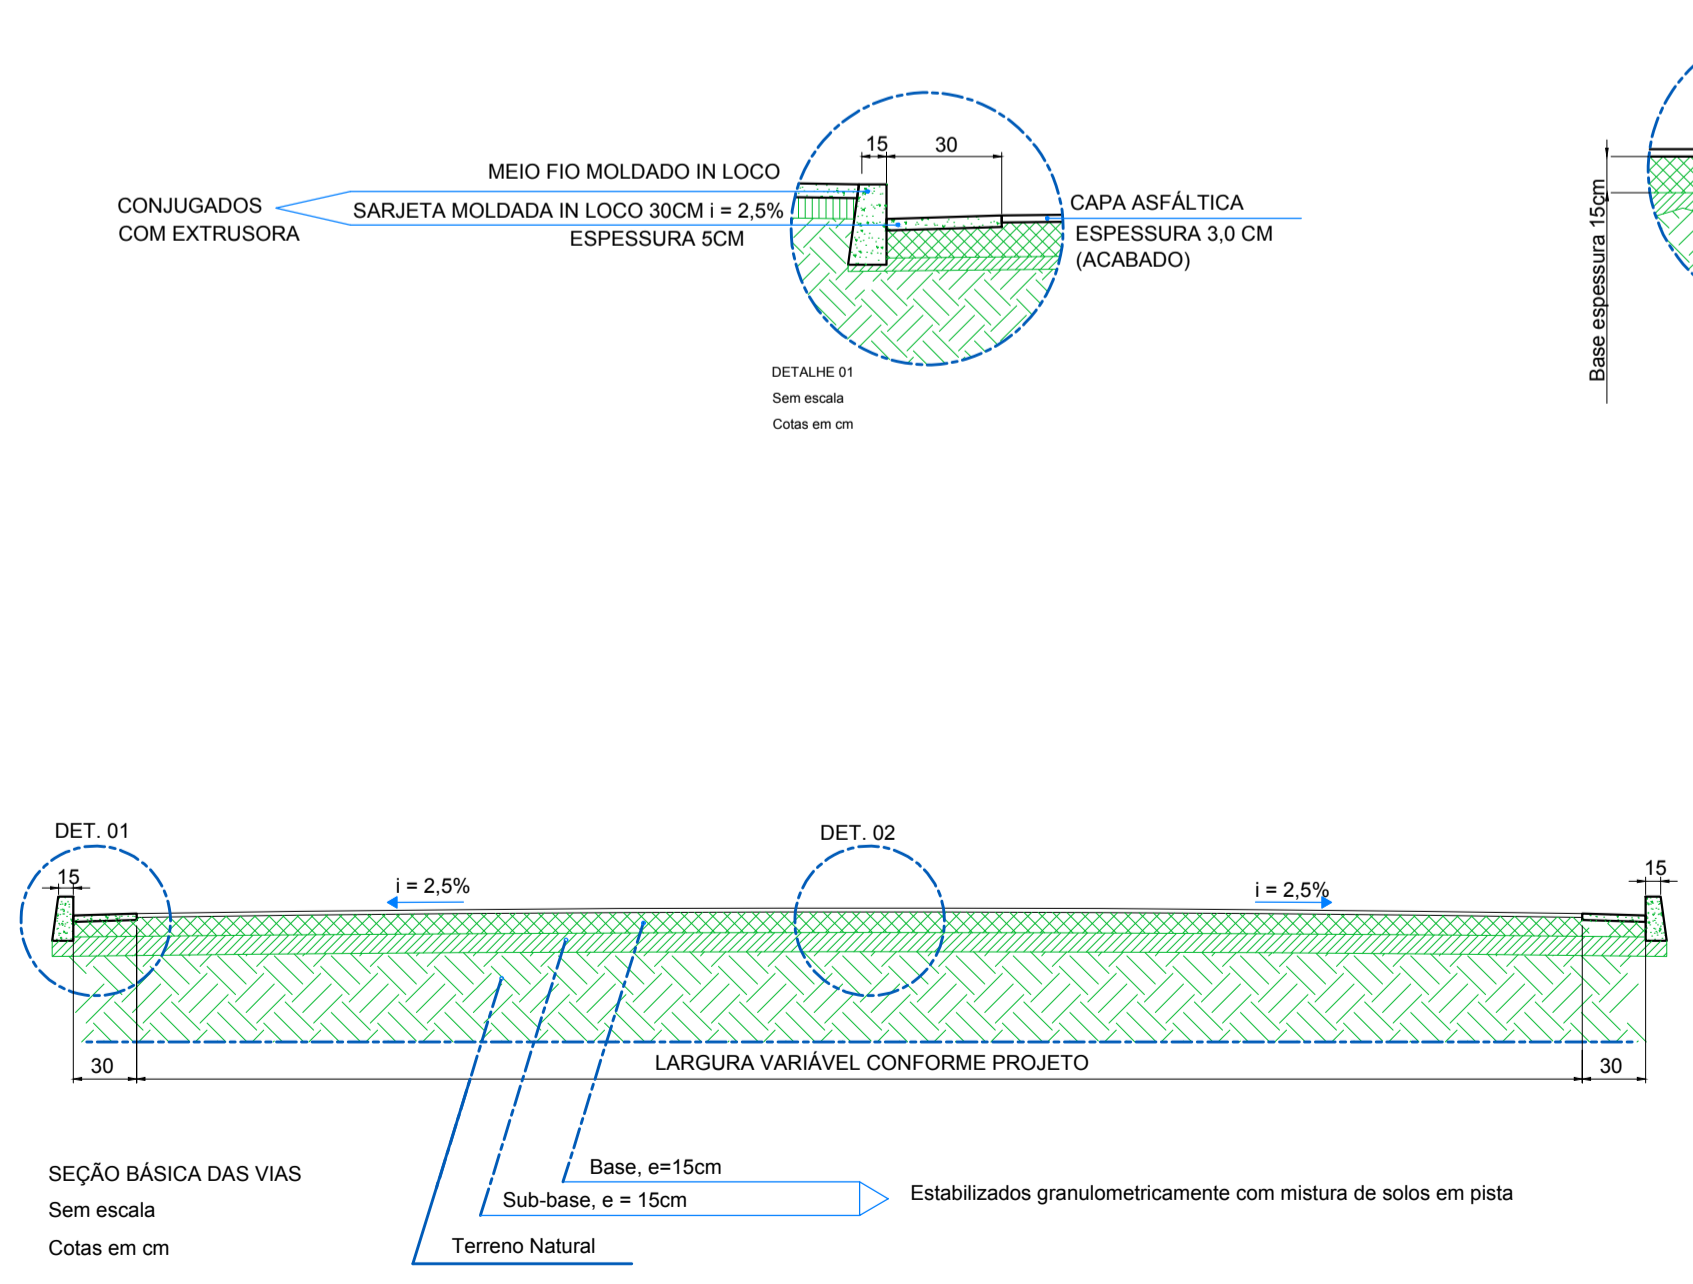 15
30
MEIO FIO MOLDADO IN LOCO
CONJUGADOS
COM EXTRUSORA
SARJETA MOLDADA IN LOCO 30CM i = 2,5%
ESPESSURA 5CM
CAPA ASFÁLTICA
ESPESSURA 3,0 CM
(ACABADO)
Base espessura 15cm
DETALHE 01
Sem escala
Cotas em cm
DET. 01
DET. 02
15
i = 2,5%
i = 2,5%
15
30
LARGURA VARIÁVEL CONFORME PROJETO
30
SEÇÃO BÁSICA DAS VIAS
Sem escala
Cotas em cm
Base, e=15cm
Sub-base, e = 15cm
Terreno Natural
Estabilizados granulometricamente com mistura de solos em pista